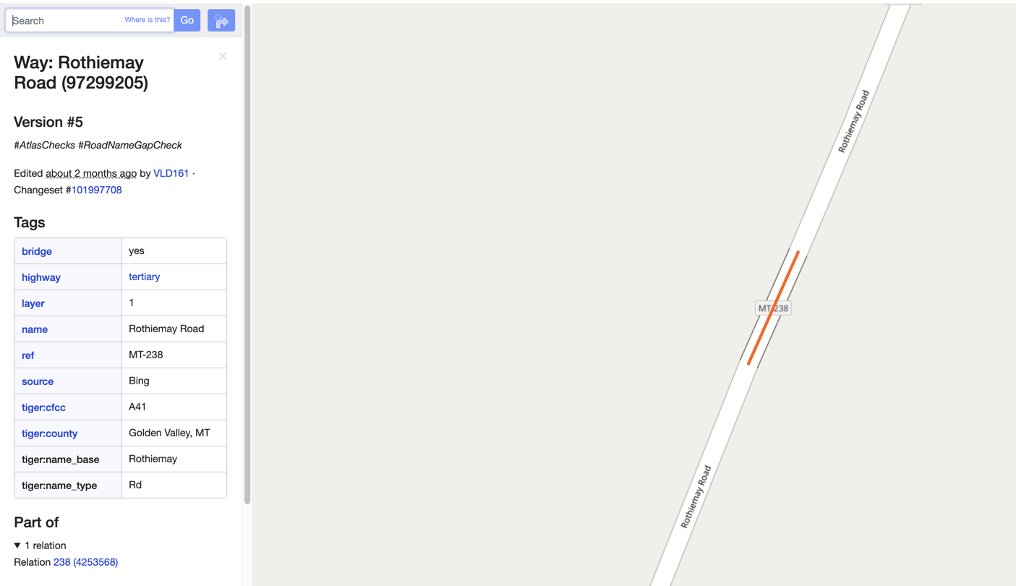 Search Where is this? Go
Way: Rothiemay
Road (97299205)
×
Version #5
#AtlasChecks #RoadNameGapCheck
Edited about 2 months ago by VLD161 ·
Changeset #101997708
Tags
bridge yes
highway tertiary
layer 1
name Rothiemay Road
ref MT-238
source Bing
tiger:cfcc A41
tiger:county Golden Valley, MT
tiger:name_base Rothiemay
tiger:name_type Rd
Part of
▼ 1 relation
Relation 238 (4253568)
Rothiemay Road
MT-238
Rothiemay Road